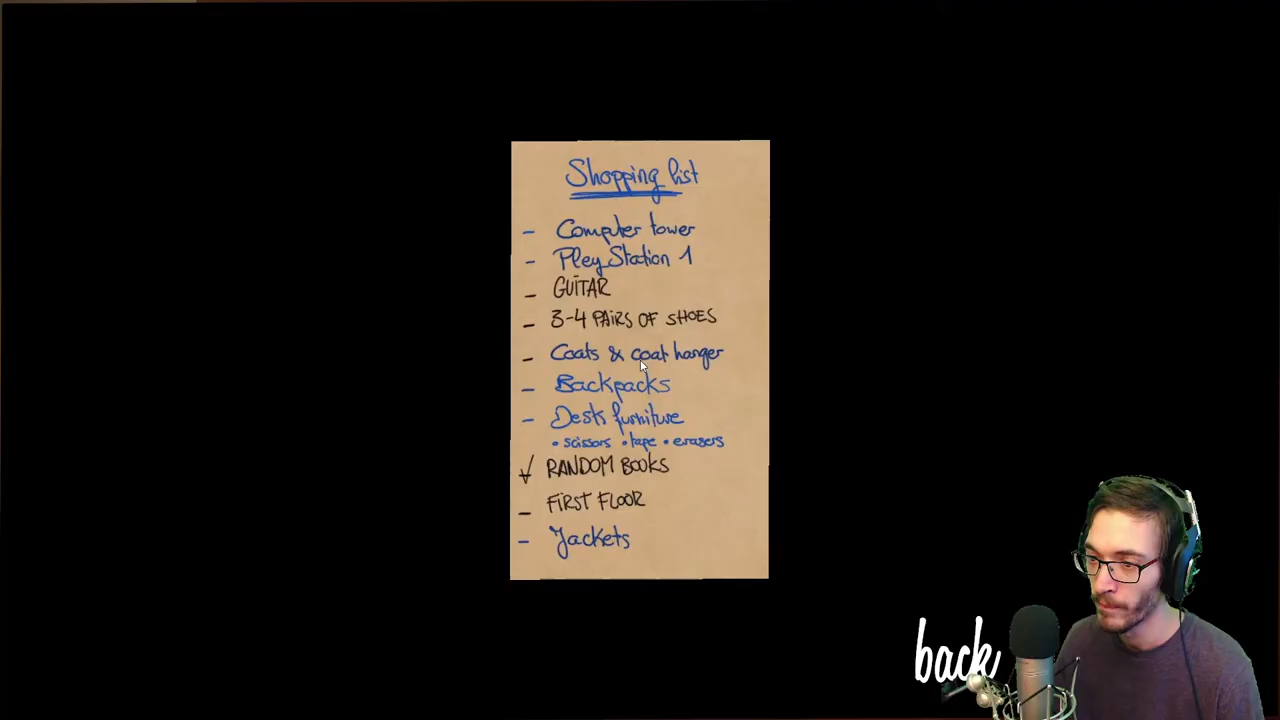 Shopping list
- Computer tower
- Pley Station 1
- GUITAR
- 3-4 PAIRS OF SHOES
- Coats & coat hanger
- Backpacks
- Desk furniture
• scissors • tape • erasers
✓ RANDOM BOOKS
- FIRST FLOOR
- Jackets
back